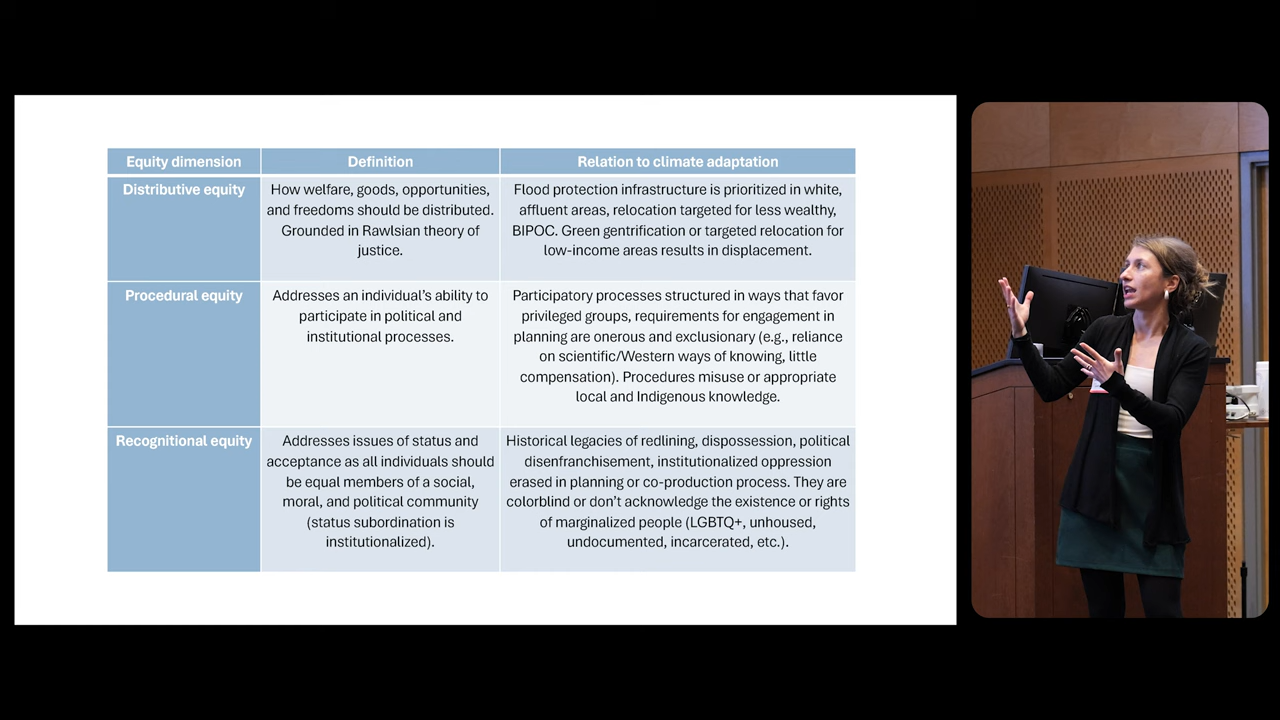 Equity dimension
Definition
Relation to climate adaptation
Distributive equity
How welfare, goods, opportunities,
and freedoms should be distributed.
Grounded in Rawlsian theory of
justice.
Flood protection infrastructure is prioritized in white,
affluent areas, relocation targeted for less wealthy,
BIPOC. Green gentrification or targeted relocation for
low-income areas results in displacement.
Procedural equity
Addresses an individual's ability to
participate in political and
institutional processes.
Participatory processes structured in ways that favor
privileged groups, requirements for engagement in
planning are onerous and exclusionary (e.g., reliance
on scientific/Western ways of knowing, little
compensation). Procedures misuse or appropriate
local and Indigenous knowledge.
Recognitional equity
Addresses issues of status and
acceptance as all individuals should
be equal members of a social,
moral, and political community
(status subordination is
institutionalized).
Historical legacies of redlining, dispossession, political
disenfranchisement, institutionalized oppression
erased in planning or co-production process. They are
colorblind or don't acknowledge the existence or rights
of marginalized people (LGBTQ+, unhoused,
undocumented, incarcerated, etc.).